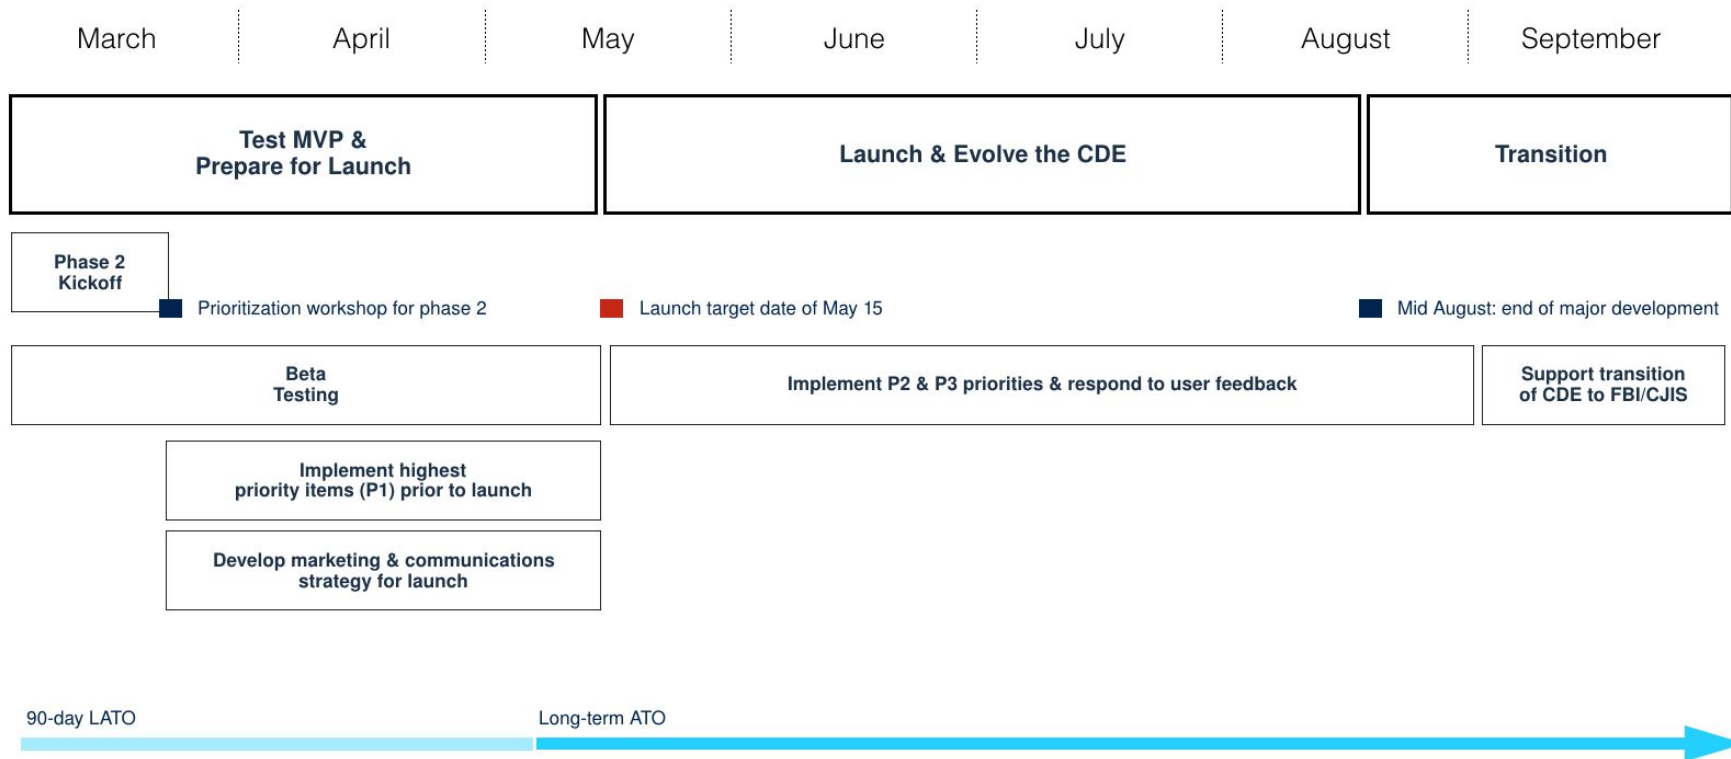 March
April
May
June
July
August
September
Test MVP &
Prepare for Launch
Launch & Evolve the CDE
Transition
Phase 2
Kickoff
Prioritization workshop for phase 2
Launch target date of May 15
Mid August: end of major development
Beta
Testing
Implement P2 & P3 priorities & respond to user feedback
Support transition
of CDE to FBI/CJIS
Implement highest
priority items (P1) prior to launch
Develop marketing & communications
strategy for launch
90-day LATO
Long-term ATO